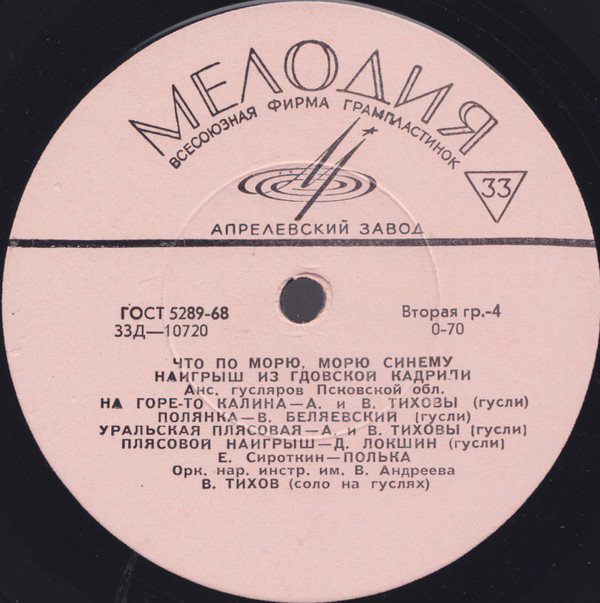 МЕЛОДИЯ
ВСЕСОЮЗНАЯ ФИРМА ГРАМПЛАСТИНОК
33
АПРЕЛЕВСКИЙ ЗАВОД
ГОСТ 5289-68 Вторая гр.-4
33Д—10720 0-70
ЧТО ПО МОРЮ, МОРЮ СИНЕМУ
НАИГРЫШ ИЗ ГДОВСКОЙ КАДРИЛИ
Анс. гусляров Псковской обл.
НА ГОРЕ-ТО КАЛИНА—А. и В. ТИХОВЫ (гусли)
ПОЛЯНКА—В. БЕЛЯЕВСКИЙ (гусли)
УРАЛЬСКАЯ ПЛЯСОВАЯ—А. и В. ТИХОВЫ (гусли)
ПЛЯСОВОЙ НАИГРЫШ—Д. ЛОКШИН (гусли)
Е. Сироткин—ПОЛЬКА
Орк. нар. инстр. им. В. Андреева
В. ТИХОВ (соло на гуслях)